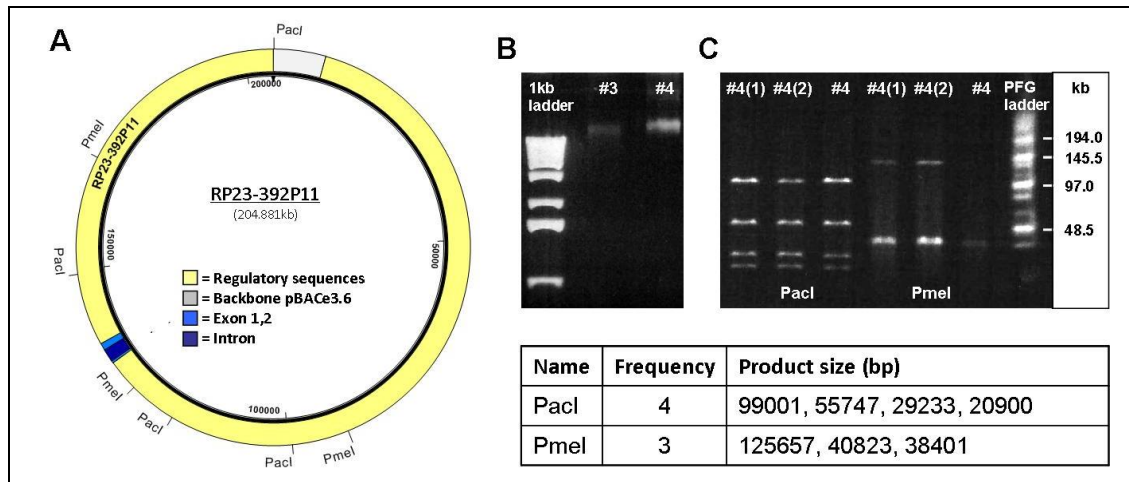 A
PacI
200000
PmeI
RP23-392P11
RP23-392P11
(204.881kb)
PacI
150000
50000
= Regulatory sequences
= Backbone pBACe3.6
= Exon 1,2
= Intron
PmeI
PacI
100000
PacI
PmeI
B
1kb ladder
#3
#4
C
#4(1) #4(2) #4 #4(1) #4(2) #4
PFG ladder
kb
194.0
145.5
97.0
48.5
PacI
PmeI
Name Frequency Product size (bp)
PacI 4 99001, 55747, 29233, 20900
PmeI 3 125657, 40823, 38401